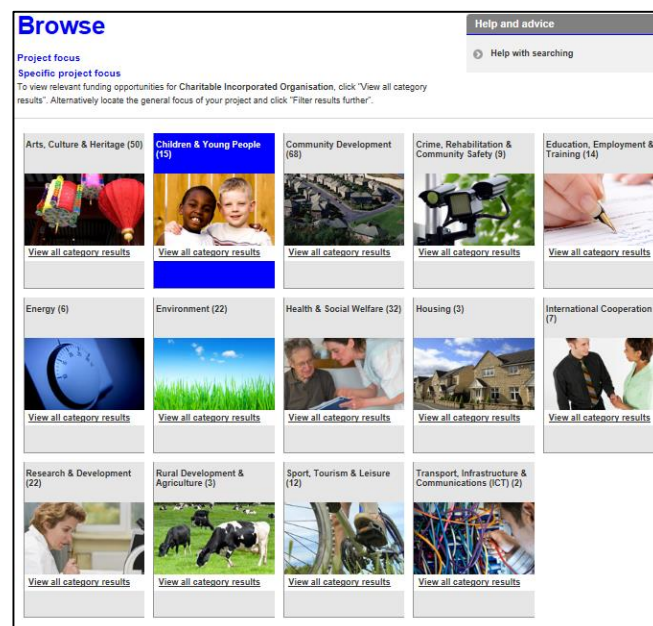 Browse
Help and advice
Help with searching
Project focus
Specific project focus
To view relevant funding opportunities for Charitable Incorporated Organisation, click "View all category
results". Alternatively locate the general focus of your project and click "Filter results further".
Arts, Culture & Heritage (50)
View all category results
Children & Young People
(15)
View all category results
Community Development
(68)
View all category results
Crime, Rehabilitation &
Community Safety (9)
View all category results
Education, Employment &
Training (14)
View all category results
Energy (6)
View all category results
Environment (22)
View all category results
Health & Social Welfare (32)
View all category results
Housing (3)
View all category results
International Cooperation
(7)
View all category results
Research & Development
(22)
View all category results
Rural Development &
Agriculture (3)
View all category results
Sport, Tourism & Leisure
(12)
View all category results
Transport, Infrastructure &
Communications (ICT) (2)
View all category results